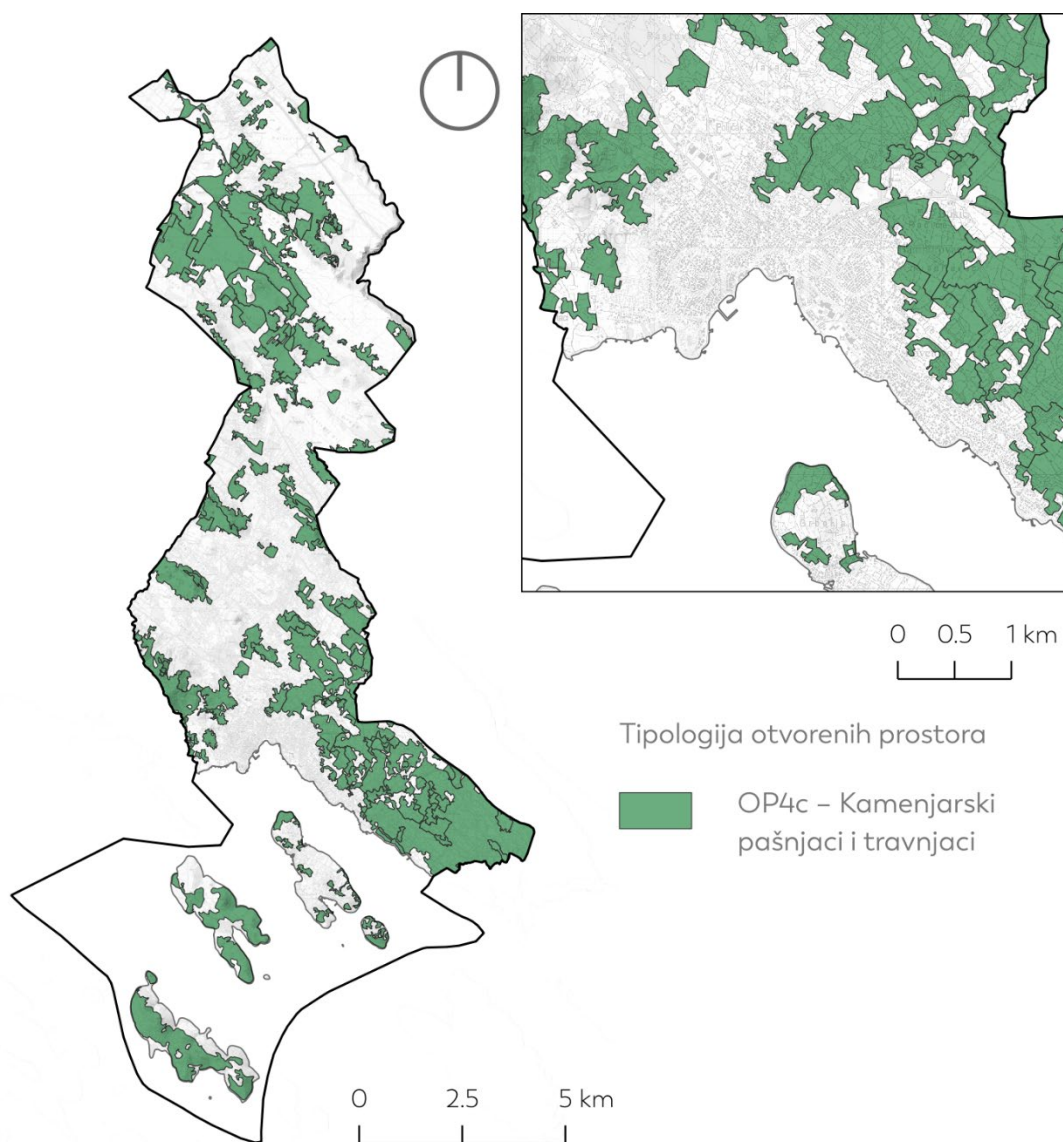 0 0.5 1 km
Tipologija otvorenih prostora
OP4c – Kamenjarski
pašnjaci i travnjaci
0 2.5 5 km